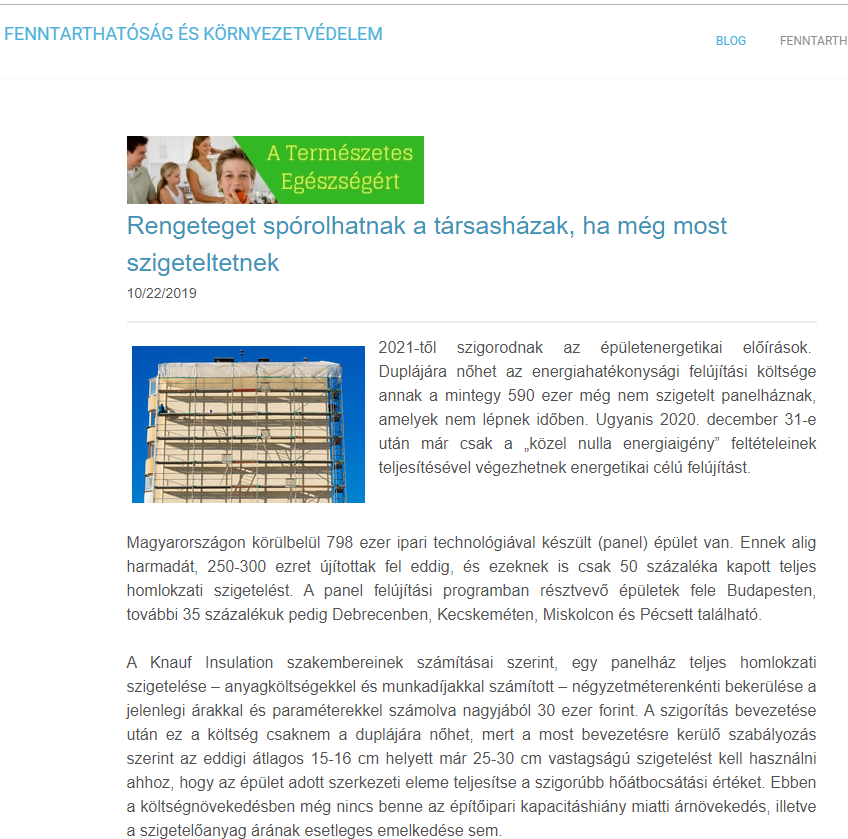 FENNTARTHATÓSÁG ÉS KÖRNYEZETVÉDELEM
BLOG FENNTARTH
A Természetes
Egészségért
Rengeteget spórolhatnak a társasházak, ha még most
szigeteltetnek
10/22/2019
2021-től szigorodnak az épületenergetikai előírások.
Duplájára nőhet az energiahatékonysági felújítási költsége
annak a mintegy 590 ezer még nem szigetelt panelháznak,
amelyek nem lépnek időben. Ugyanis 2020. december 31-e
után már csak a „közel nulla energiaigény” feltételeinek
teljesítésével végezhetnek energetikai célú felújítást.
Magyarországon körülbelül 798 ezer ipari technológiával készült (panel) épület van. Ennek alig
harmadát, 250-300 ezret újítottak fel eddig, és ezeknek is csak 50 százaléka kapott teljes
homlokzati szigetelést. A panel felújítási programban résztvevő épületek fele Budapesten,
további 35 százalékuk pedig Debrecenben, Kecskeméten, Miskolcon és Pécsett található.
A Knauf Insulation szakembereinek számításai szerint, egy panelház teljes homlokzati
szigetelése – anyagköltségekkel és munkadíjakkal számított – négyzetméterenkénti bekerülése a
jelenlegi árakkal és paraméterekkel számolva nagyjából 30 ezer forint. A szigorítás bevezetése
után ez a költség csaknem a duplájára nőhet, mert a most bevezetésre kerülő szabályozás
szerint az eddigi átlagos 15-16 cm helyett már 25-30 cm vastagságú szigetelést kell használni
ahhoz, hogy az épület adott szerkezeti eleme teljesítse a szigorúbb hőátbocsátási értéket. Ebben
a költségnövekedésben még nincs benne az építőipari kapacitáshiány miatti árnövekedés, illetve
a szigetelőanyag árának esetleges emelkedése sem.